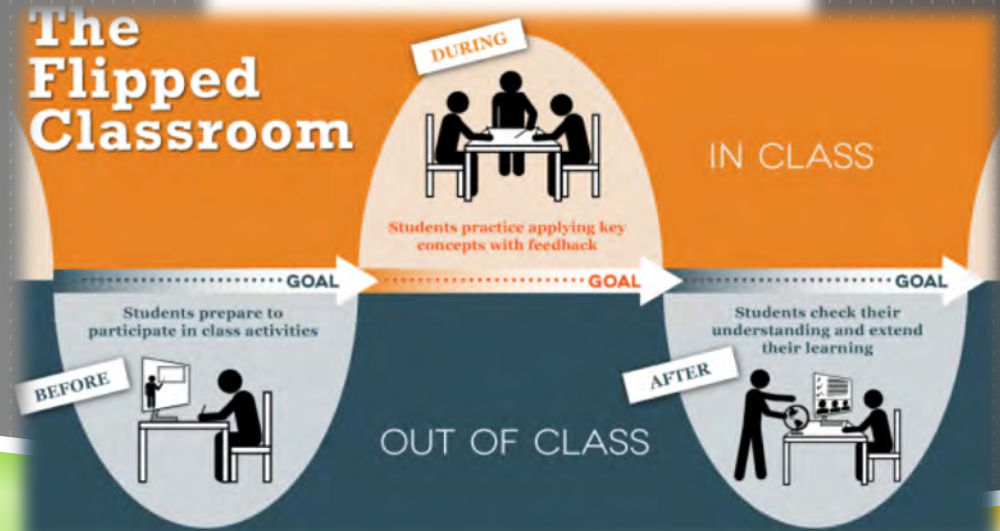 The
Flipped
Classroom
DURING
IN CLASS
Students practice applying key
concepts with feedback
GOAL
GOAL
GOAL
Students prepare to
participate in class activities
BEFORE
Students check their
understanding and extend
their learning
AFTER
OUT OF CLASS